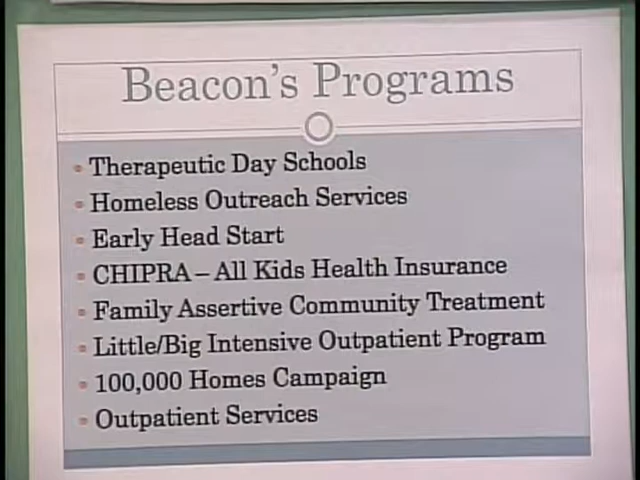 Beacon's Programs
Therapeutic Day Schools
Homeless Outreach Services
Early Head Start
CHIPRA – All Kids Health Insurance
Family Assertive Community Treatment
Little/Big Intensive Outpatient Program
100,000 Homes Campaign
Outpatient Services